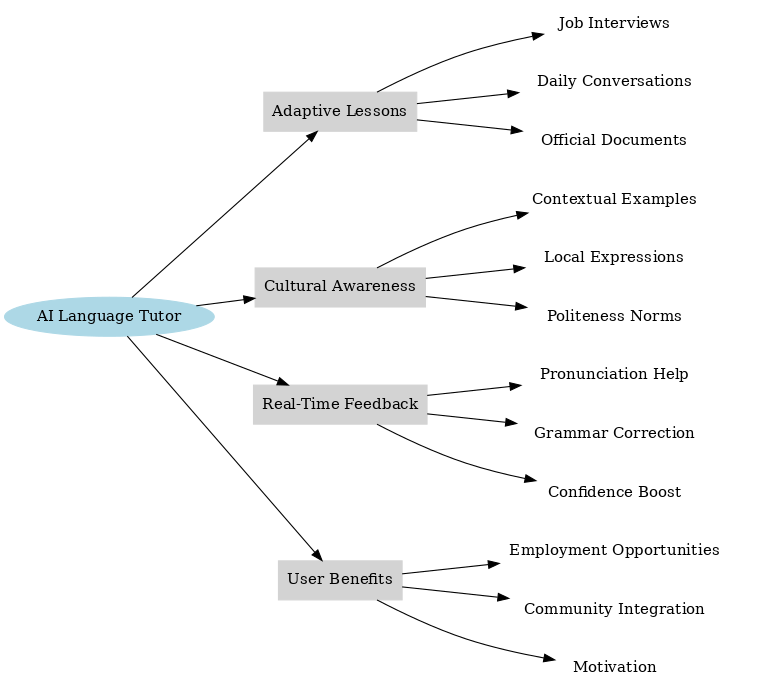 AI Language Tutor
Adaptive Lessons
Job Interviews
Daily Conversations
Official Documents
Cultural Awareness
Contextual Examples
Local Expressions
Politeness Norms
Real-Time Feedback
Pronunciation Help
Grammar Correction
Confidence Boost
User Benefits
Employment Opportunities
Community Integration
Motivation